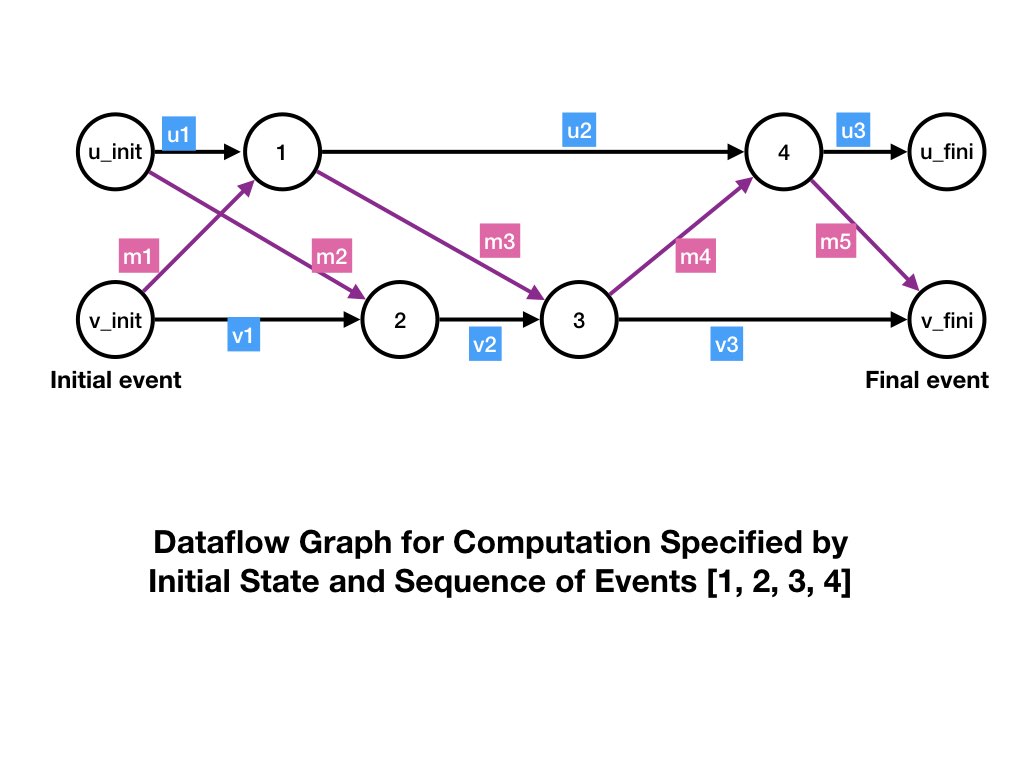 u1
u2
u3
u_init
1
4
u_fini
m1
m2
m3
m4
m5
v_init
2
3
v_fini
v1
v2
v3
Initial event
Final event
Dataflow Graph for Computation Specified by
Initial State and Sequence of Events [1, 2, 3, 4]